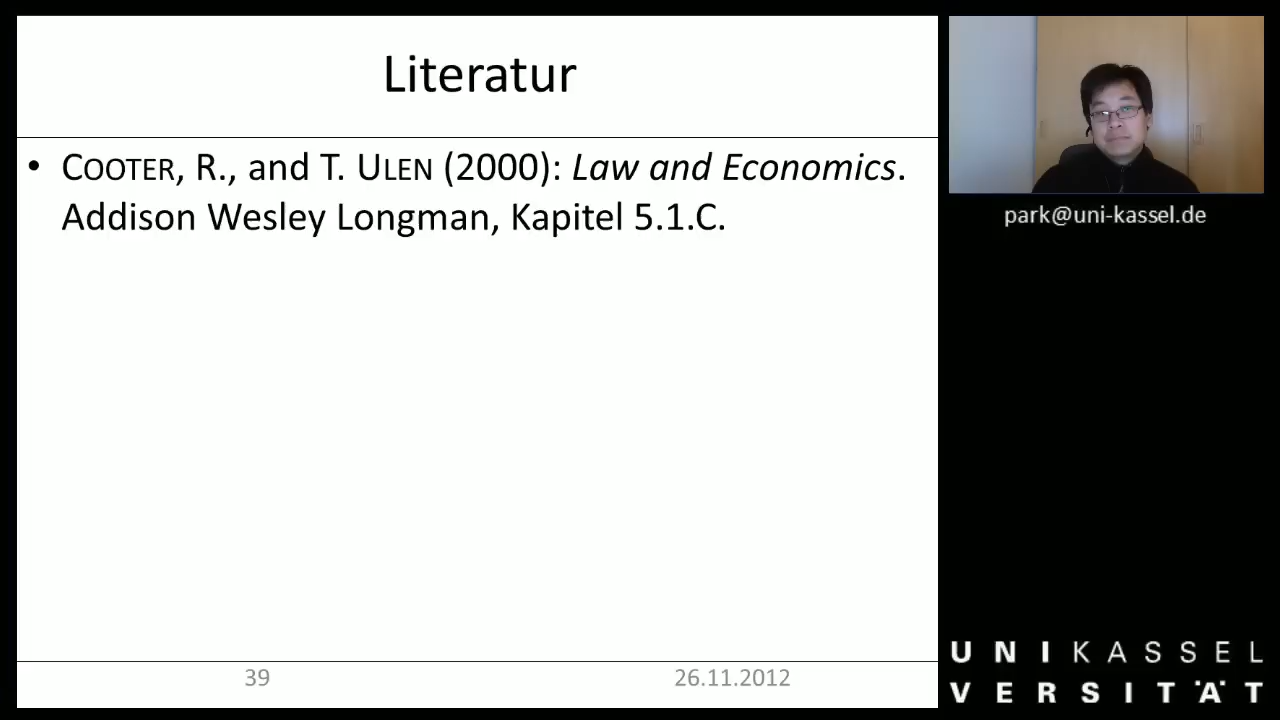 Literatur
• COOTER, R., and T. ULEN (2000): Law and Economics.
Addison Wesley Longman, Kapitel 5.1.C.
39
26.11.2012
park@uni-kassel.de
UNIKASSEL
VERSITÄT